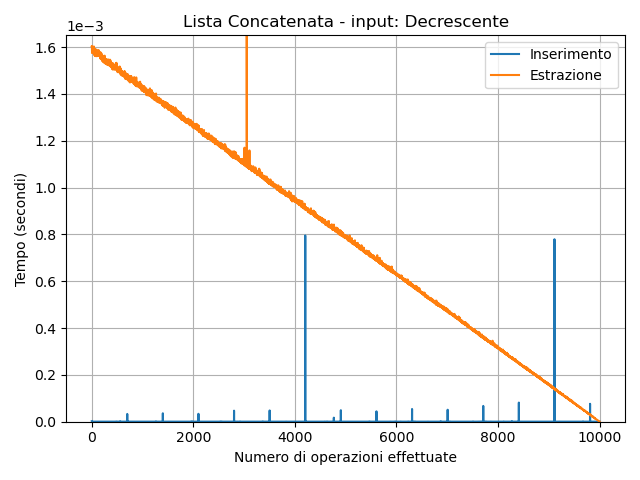 Lista Concatenata - input: Decrescente
1e−3
Inserimento
Estrazione
1.6
1.4
1.2
1.0
0.8
0.6
0.4
0.2
0.0
Tempo (secondi)
0 2000 4000 6000 8000 10000
Numero di operazioni effettuate